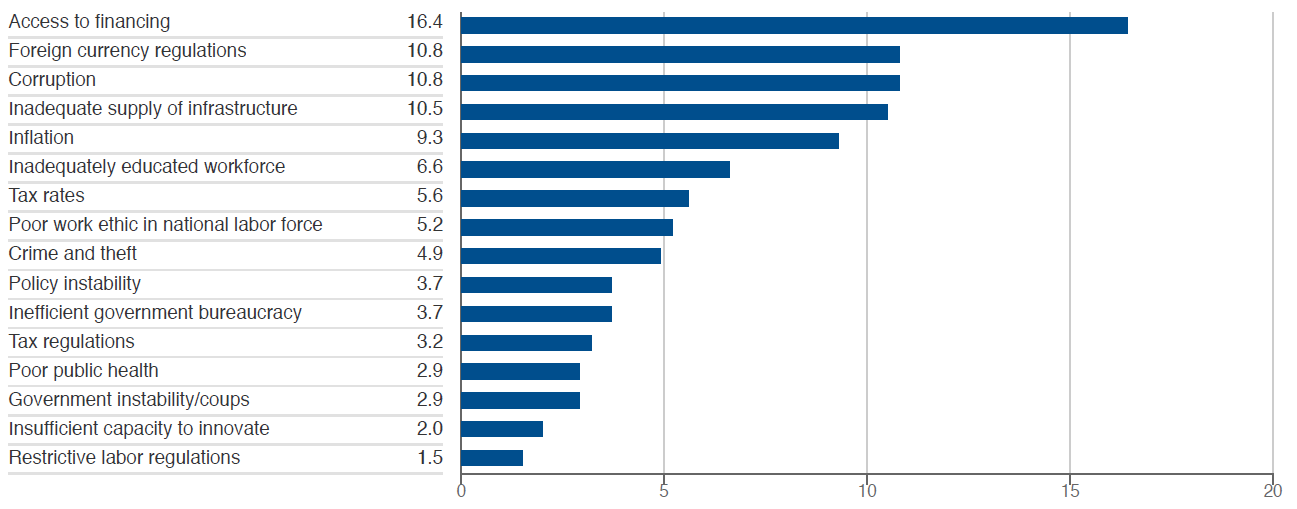 Access to financing 16.4
Foreign currency regulations 10.8
Corruption 10.8
Inadequate supply of infrastructure 10.5
Inflation 9.3
Inadequately educated workforce 6.6
Tax rates 5.6
Poor work ethic in national labor force 5.2
Crime and theft 4.9
Policy instability 3.7
Inefficient government bureaucracy 3.7
Tax regulations 3.2
Poor public health 2.9
Government instability/coups 2.9
Insufficient capacity to innovate 2.0
Restrictive labor regulations 1.5
0 5 10 15 20